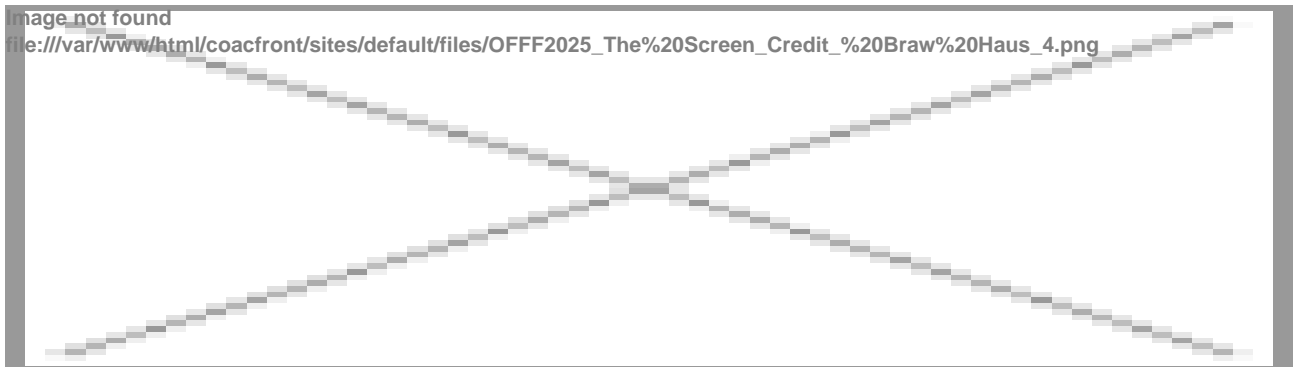 Image not found
file:///var/www/html/coacfront/sites/default/files/OFFF2025_The%20Screen_Credit_%20Braw%20Haus_4.png